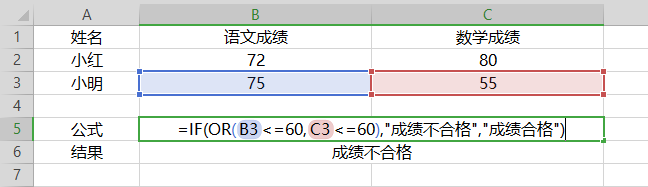 A B C
1 姓名 语文成绩 数学成绩
2 小红 72 80
3 小明 75 55
4
5 公式 =IF(OR(B3<=60,C3<=60),"成绩不合格","成绩合格")
6 结果 成绩不合格
7